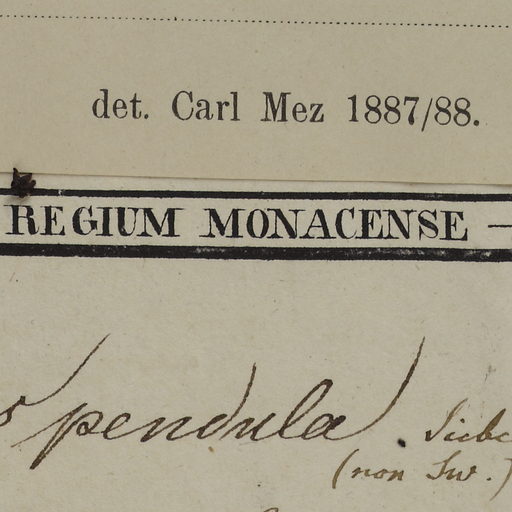 det. Carl Mez 1887/88.
REGIUM MONACENSE —
pendula
(non Sw.)